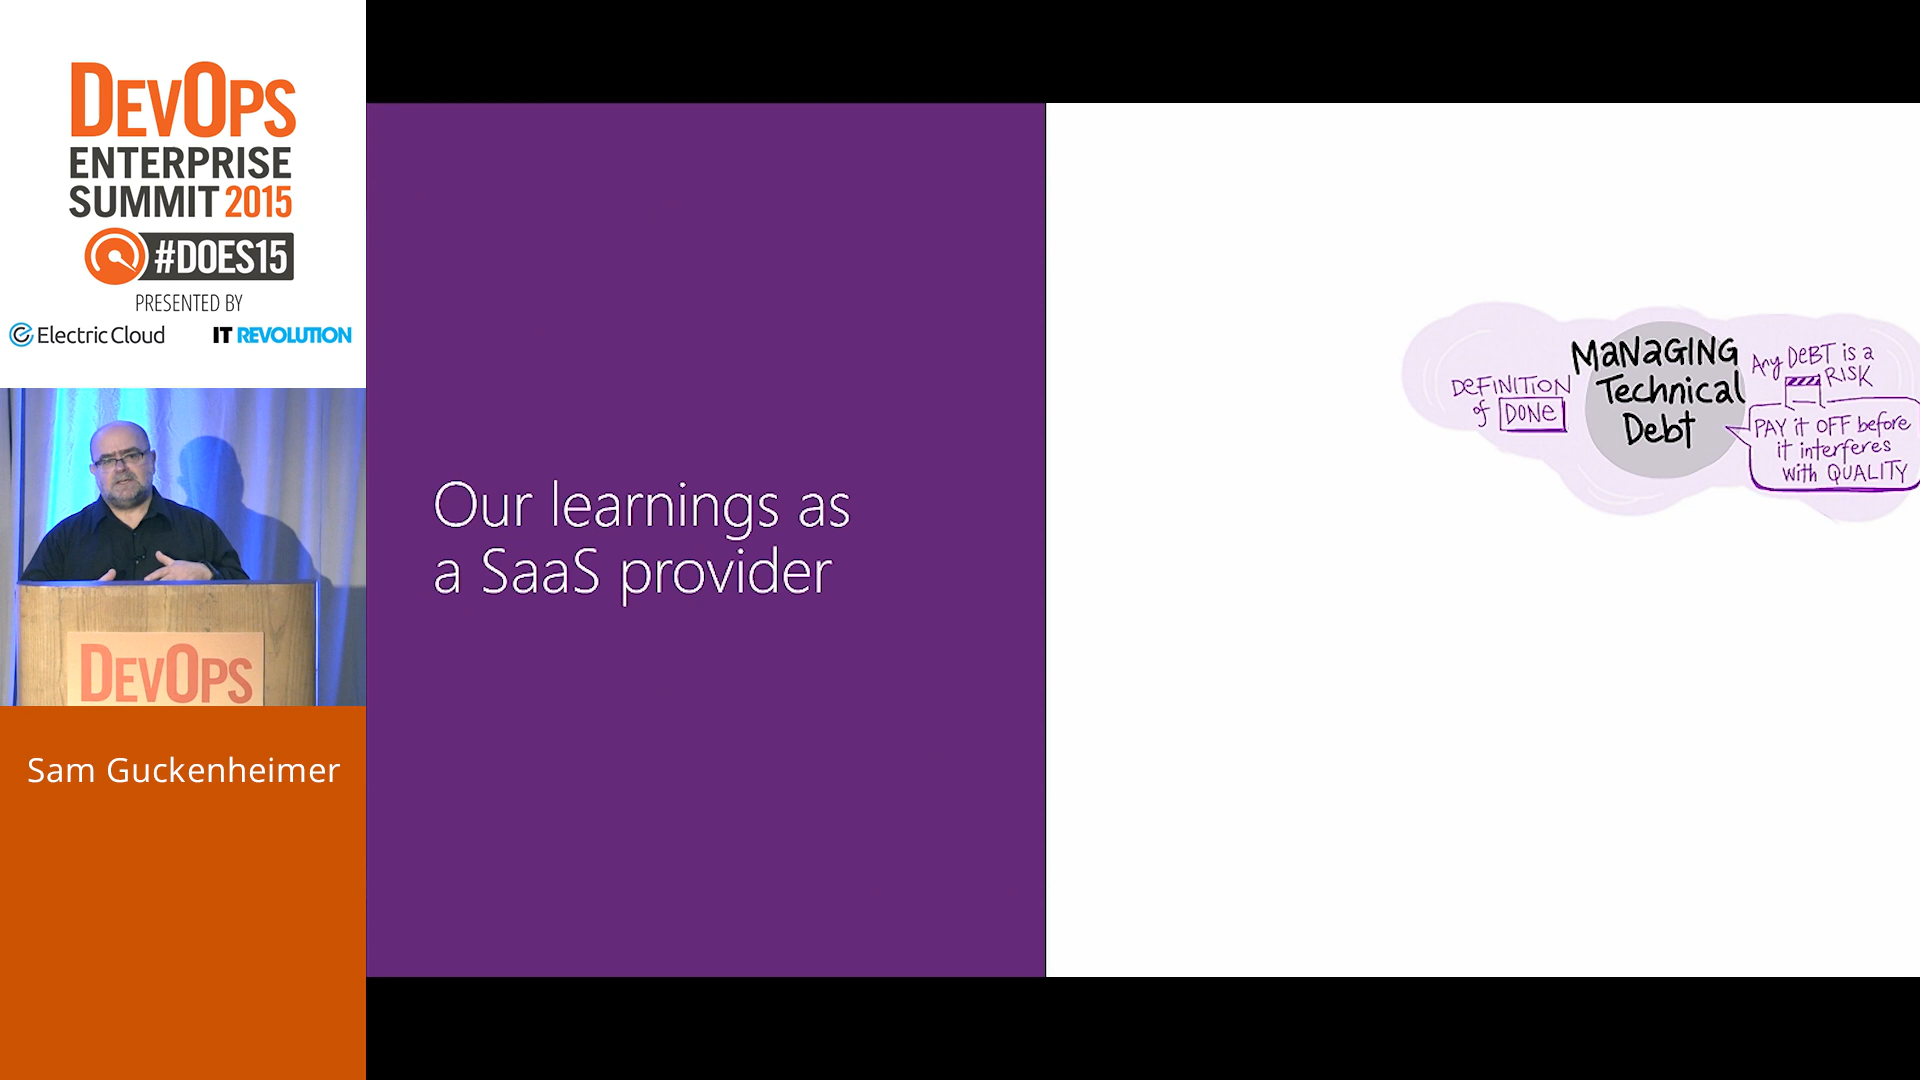 DEVOPS
ENTERPRISE
SUMMIT 2015
#DOES15
PRESENTED BY
Electric Cloud
IT REVOLUTION
DEVOPS
Sam Guckenheimer
Our learnings as
a SaaS provider
DEFINITION
of DONE
MANAGING
Technical
Debt
Any DEBT is a
RISK
PAY it OFF before
it interferes
with QUALITY